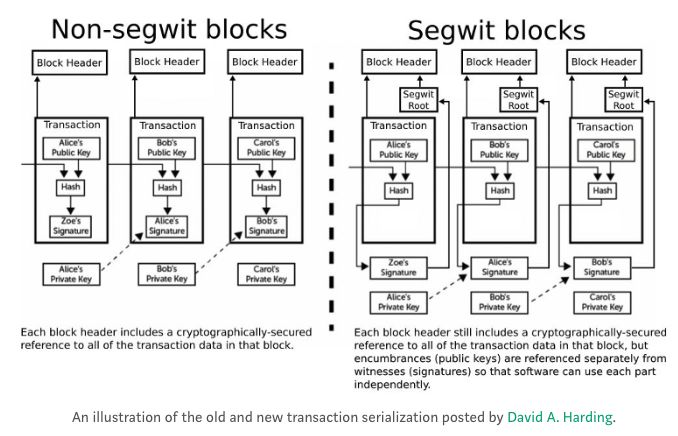 Non-segwit blocks
Block Header
Block Header
Block Header
Transaction
Alice's
Public Key
Hash
Zoe's
Signature
Transaction
Bob's
Public Key
Hash
Alice's
Signature
Transaction
Carol's
Public Key
Hash
Bob's
Signature
Alice's
Private Key
Bob's
Private Key
Carol's
Private Key
Each block header includes a cryptographically-secured
reference to all of the transaction data in that block.
Segwit blocks
Block Header
Block Header
Block Header
Segwit
Root
Segwit
Root
Segwit
Root
Transaction
Alice's
Public Key
Hash
Transaction
Bob's
Public Key
Hash
Transaction
Carol's
Public Key
Hash
Zoe's
Signature
Alice's
Signature
Bob's
Signature
Alice's
Private Key
Bob's
Private Key
Carol's
Private Key
Each block header still includes a cryptographically-secured
reference to all of the transaction data in that block, but
encumbrances (public keys) are referenced separately from
witnesses (signatures) so that software can use each part
independently.
An illustration of the old and new transaction serialization posted by David A. Harding.